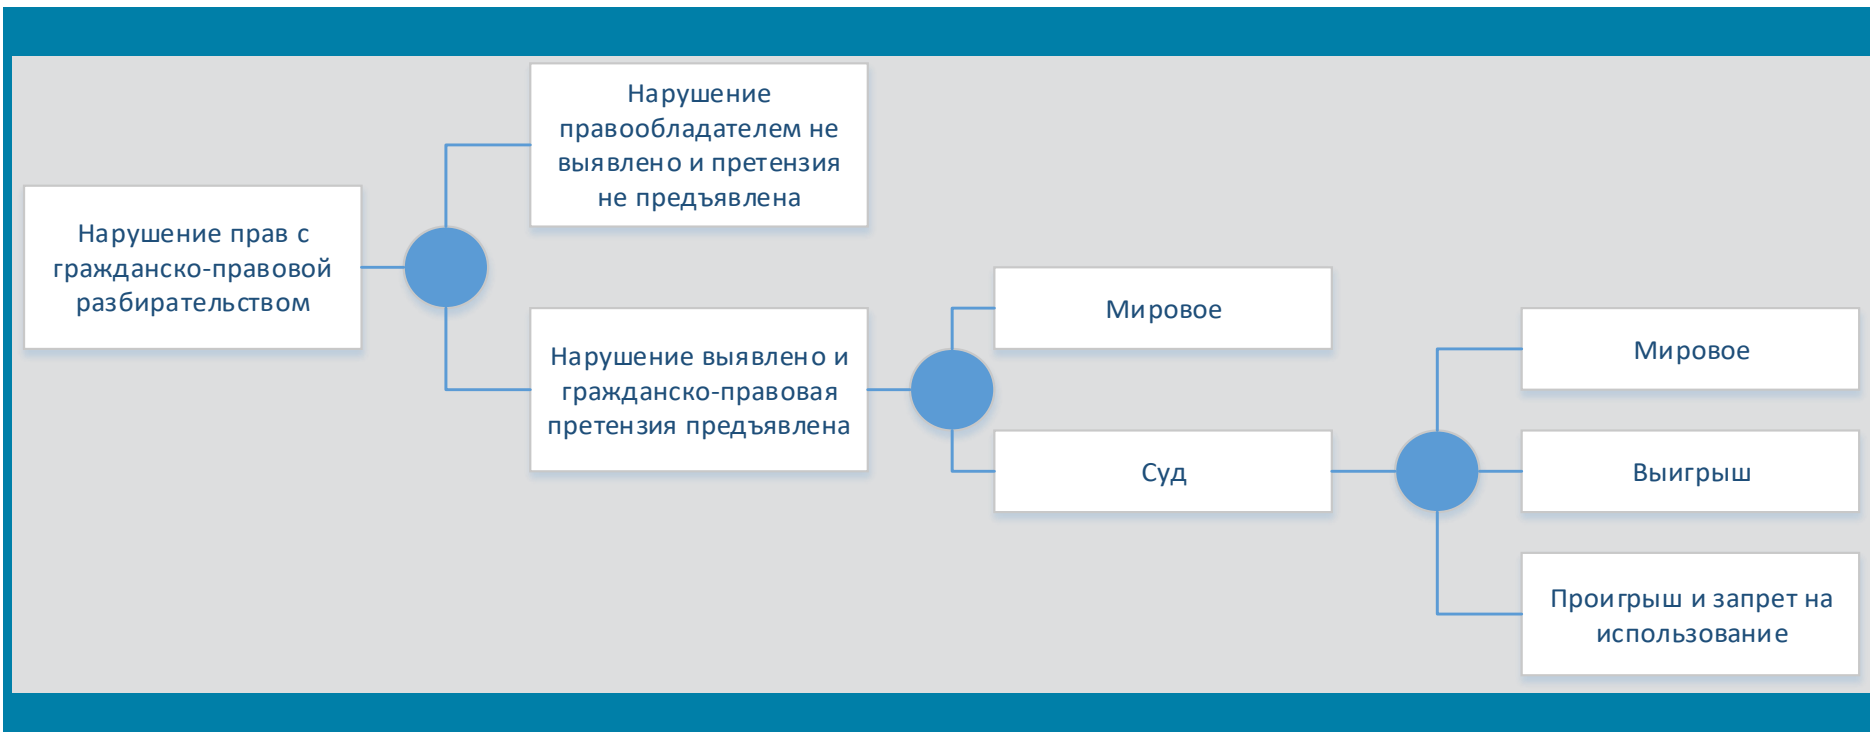 Нарушение прав с
гражданско-правовой
разбирательством
Нарушение
правообладателем не
выявлено и претензия
не предъявлена
Нарушение выявлено и
гражданско-правовая
претензия предъявлена
Мировое
Суд
Мировое
Выигрыш
Проигрыш и запрет на
использование